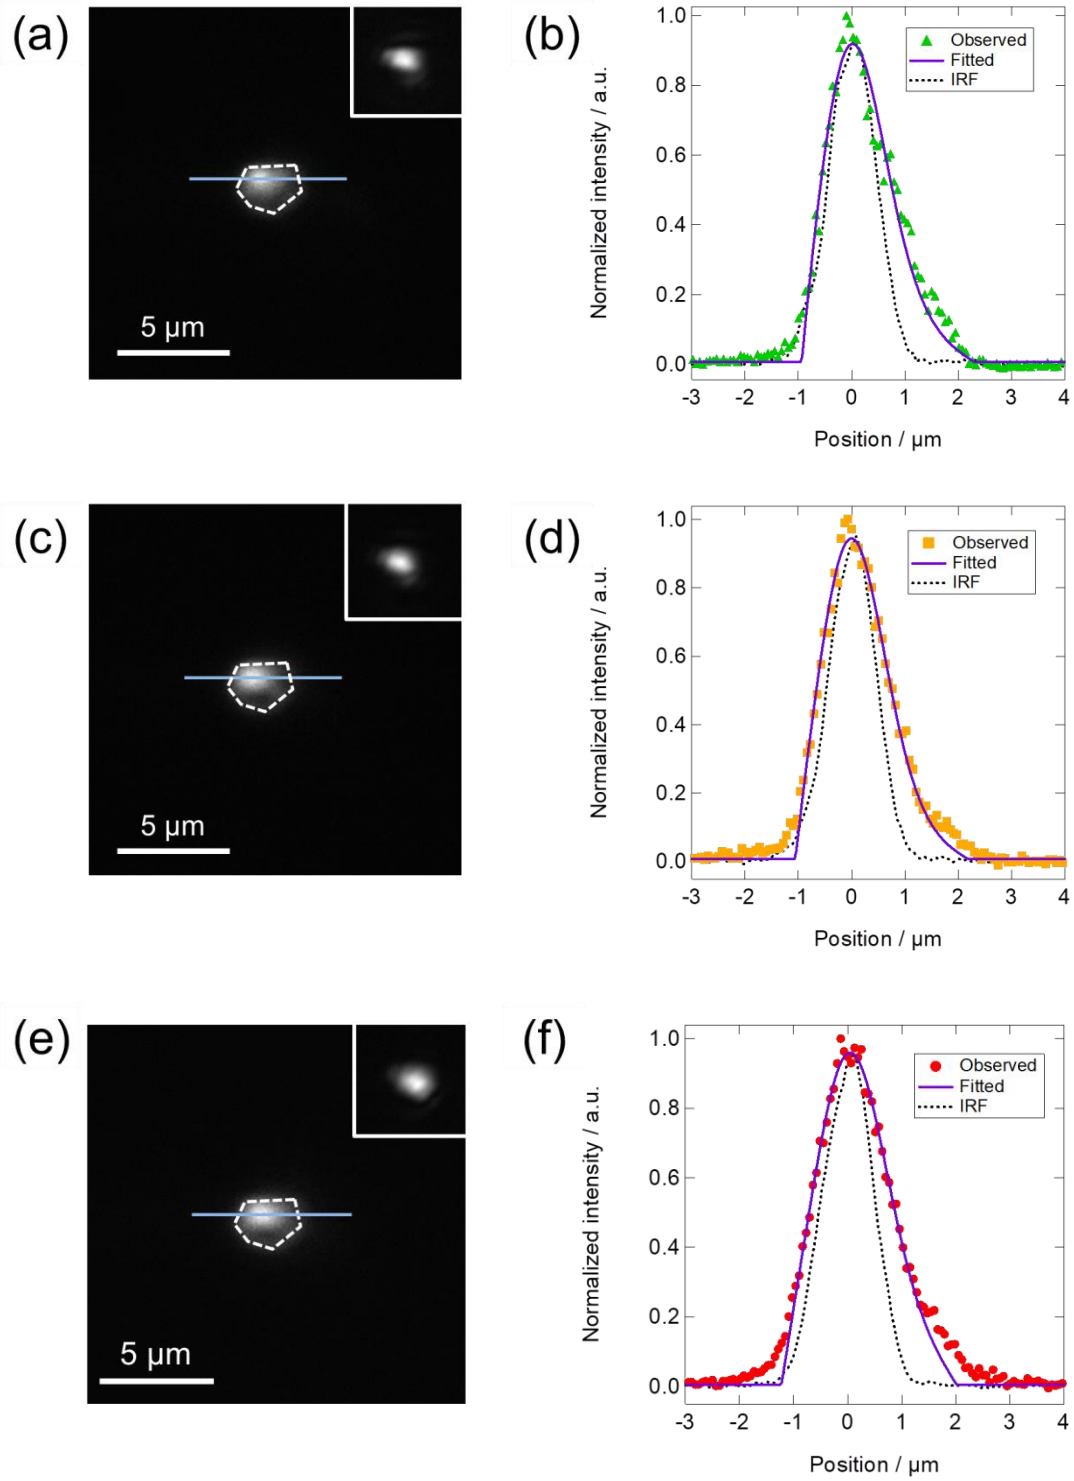 (a)
5 µm
(b)
Normalized intensity / a.u.
1.0
0.8
0.6
0.4
0.2
0.0
Observed
Fitted
IRF
-3 -2 -1 0 1 2 3 4
Position / µm
(c)
5 µm
(d)
Normalized intensity / a.u.
1.0
0.8
0.6
0.4
0.2
0.0
Observed
Fitted
IRF
-3 -2 -1 0 1 2 3 4
Position / µm
(e)
5 µm
(f)
Normalized intensity / a.u.
1.0
0.8
0.6
0.4
0.2
0.0
Observed
Fitted
IRF
-3 -2 -1 0 1 2 3 4
Position / µm